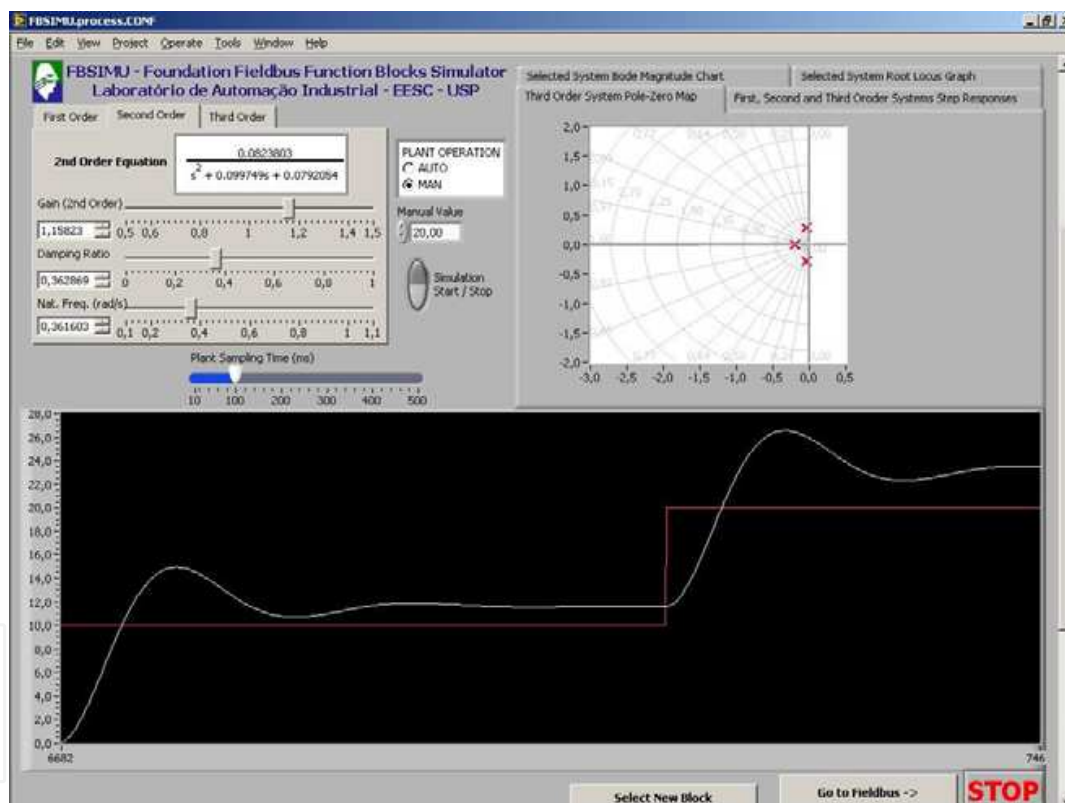 FBSIMU.process.CONF
File Edit View Project Operate Tools Window Help
FBSIMU - Foundation Fieldbus Function Blocks Simulator
Laboratório de Automação Industrial - EESC - USP
First Order Second Order Third Order
2nd Order Equation
0.0823803
s2 + 0.099749s + 0.0792084
Gain (2nd Order)
1,15823
0,5 0,6 0,8 1 1,2 1,4 1,5
Damping Ratio
0,362869
0 0,2 0,4 0,6 0,8 1
Nat. Freq. (rad/s)
0,361603
0,1 0,2 0,4 0,6 0,8 1 1,1
PLANT OPERATION
AUTO
MAN
Manual Value
20,00
Simulation
Start / Stop
Plant Sampling Time (ms)
10 100 200 300 400 500
Selected System Bode Magnitude Chart Selected System Root Locus Graph
Third Order System Pole-Zero Map First, Second and Third Oroder Systems Step Responses
2,0
1,5
1,0
0,5
0,0
-0,5
-1,0
-1,5
-2,0
-3,0 -2,5 -2,0 -1,5 -1,0 -0,5 0,0 0,5
28,0
26,0
24,0
22,0
20,0
18,0
16,0
14,0
12,0
10,0
8,0
6,0
4,0
2,0
0,0
6682 746
Select New Block Go to Fieldbus -> STOP